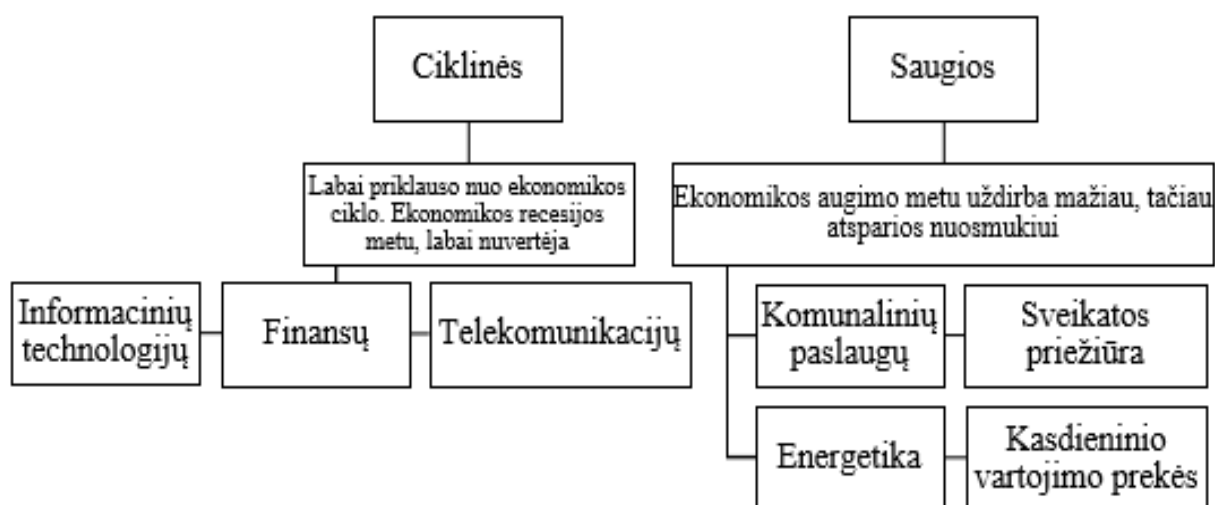 Ciklinės
Saugios
Labai priklauso nuo ekonomikos
ciklo. Ekonomikos recesijos
metu, labai nuvertėja
Ekonomikos augimo metu uždirba mažiau, tačiau
atsparios nuosmukiui
Informacinių
technologijų
Finansų
Telekomunikacijų
Komunalinių
paslaugų
Sveikatos
priežiūra
Energetika
Kasdieninio
vartojimo prekės